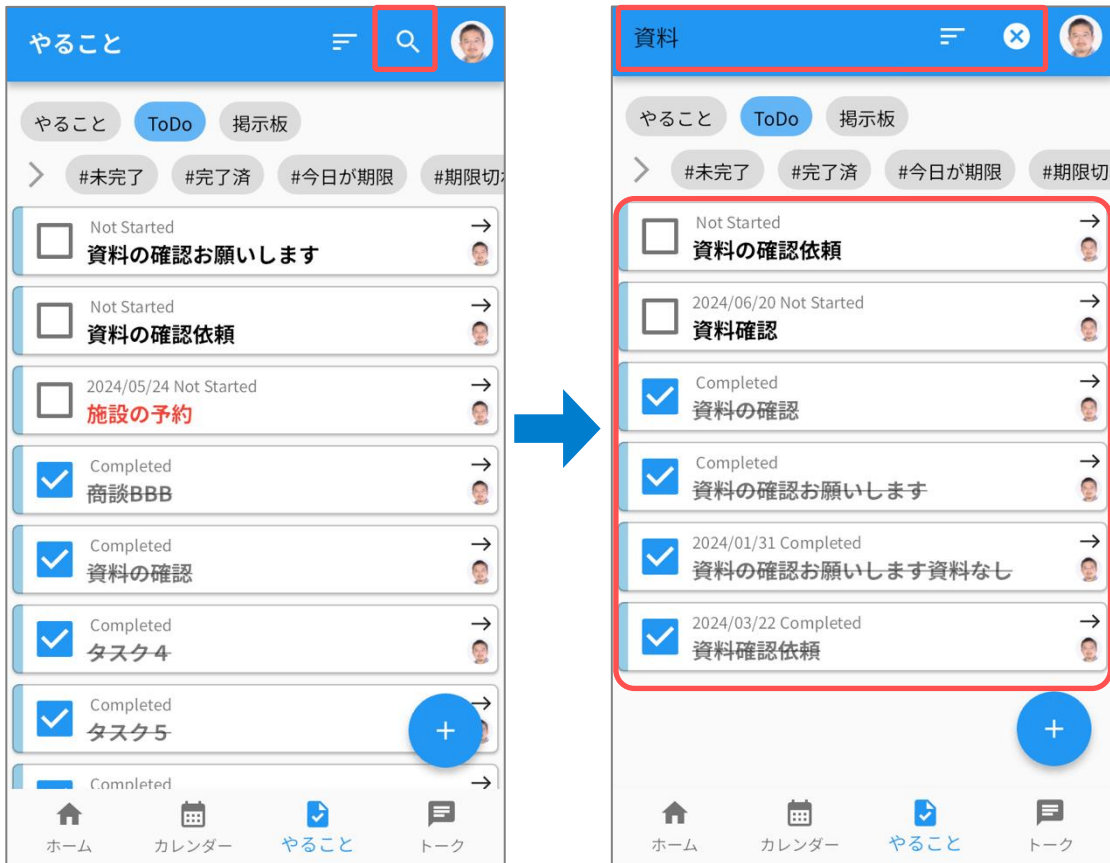 やること
やること ToDo 掲示板
#未完了 #完了済 #今日が期限 #期限切
Not Started
資料の確認お願いします
Not Started
資料の確認依頼
2024/05/24 Not Started
施設の予約
Completed
商談BBB
Completed
資料の確認
Completed
タスク4
Completed
タスク5
Completed
ホーム カレンダー やること トーク
資料
やること ToDo 掲示板
#未完了 #完了済 #今日が期限 #期限切
Not Started
資料の確認依頼
2024/06/20 Not Started
資料確認
Completed
資料の確認
Completed
資料の確認お願いします
2024/01/31 Completed
資料の確認お願いします資料なし
2024/03/22 Completed
資料確認依頼
ホーム カレンダー やること トーク